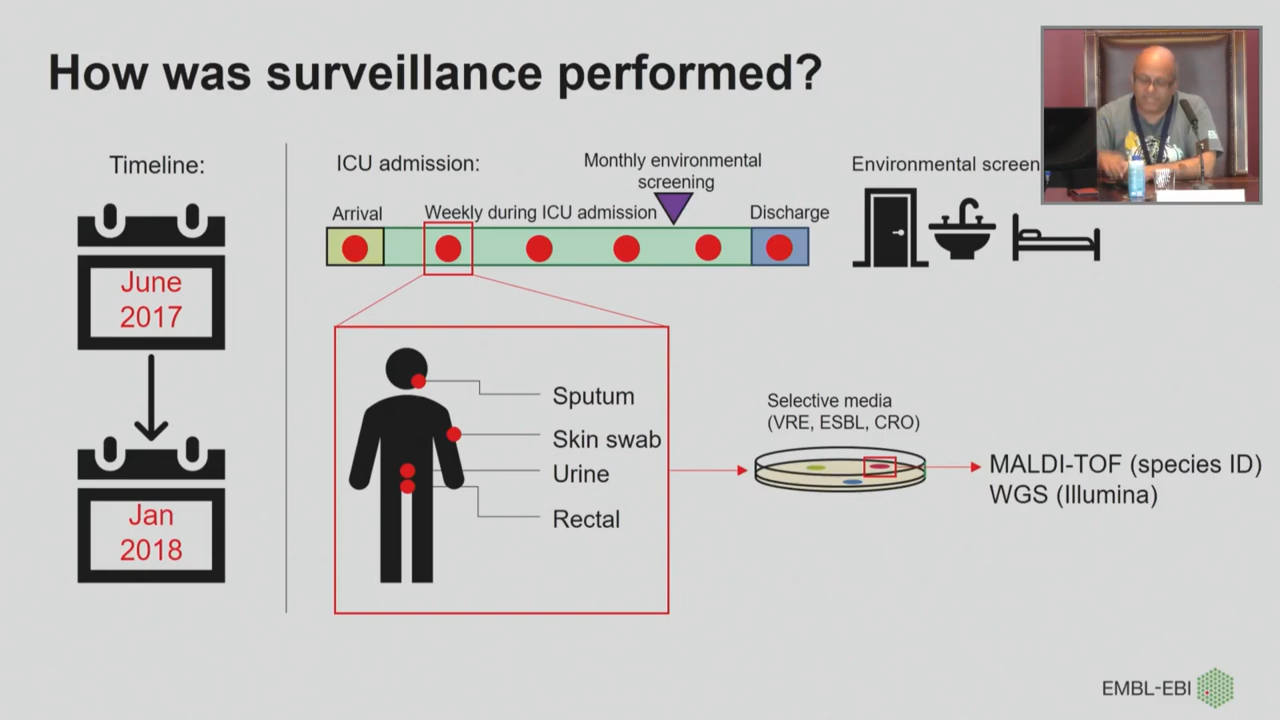 How was surveillance performed?
Timeline:
June
2017
Jan
2018
ICU admission:
Monthly environmental
screening
Arrival
Weekly during ICU admission
Discharge
Environmental screen
Sputum
Skin swab
Urine
Rectal
Selective media
(VRE, ESBL, CRO)
MALDI-TOF (species ID)
WGS (Illumina)
EMBL-EBI